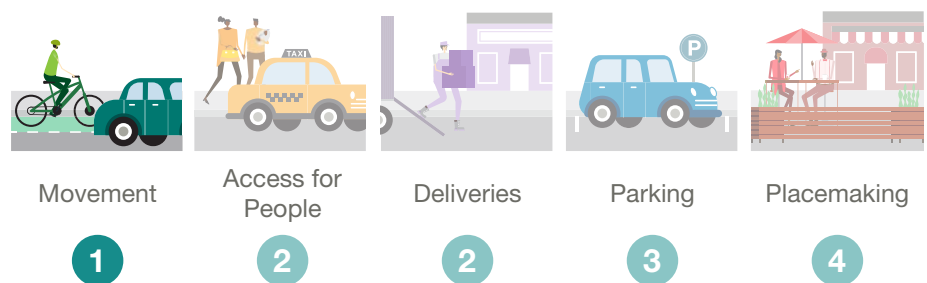 TAXI
P
Movement
Access for
People
Deliveries
Parking
Placemaking
1
2
2
3
4